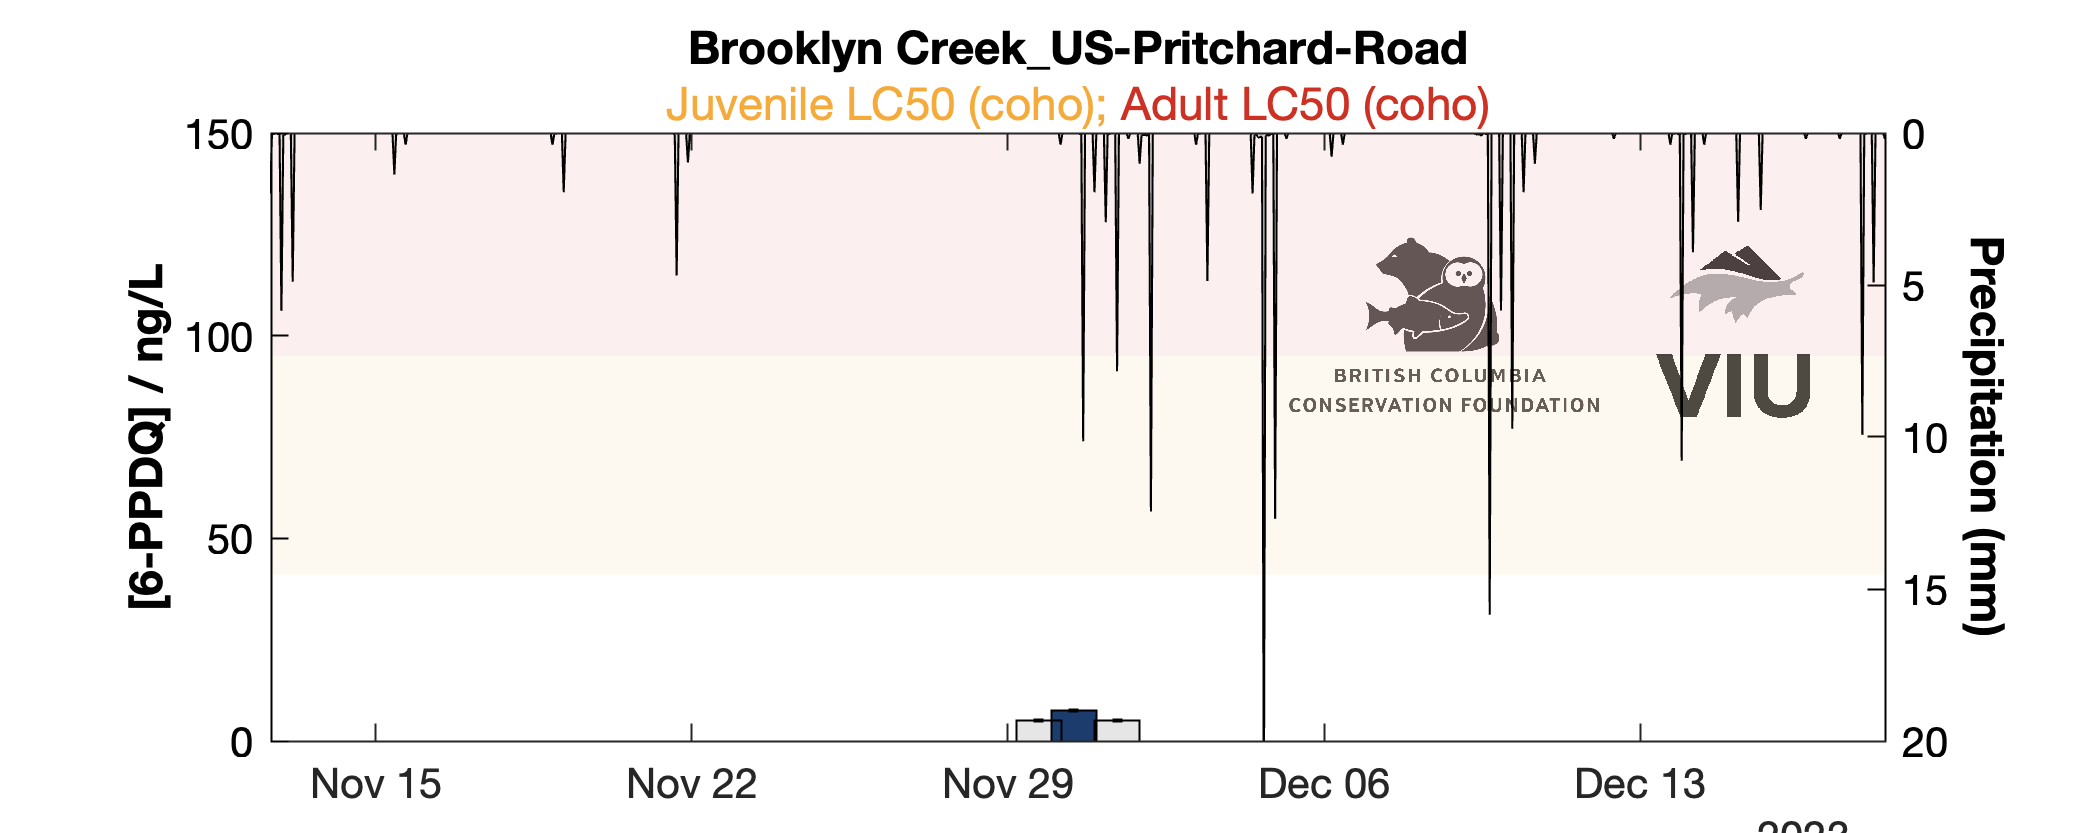 Brooklyn Creek_US-Pritchard-Road
Juvenile LC50 (coho); Adult LC50 (coho)
[6-PPDQ] / ng/L
150
100
50
0
Precipitation (mm)
0
5
10
15
20
BRITISH COLUMBIA
CONSERVATION FOUNDATION
VIU
Nov 15
Nov 22
Nov 29
Dec 06
Dec 13